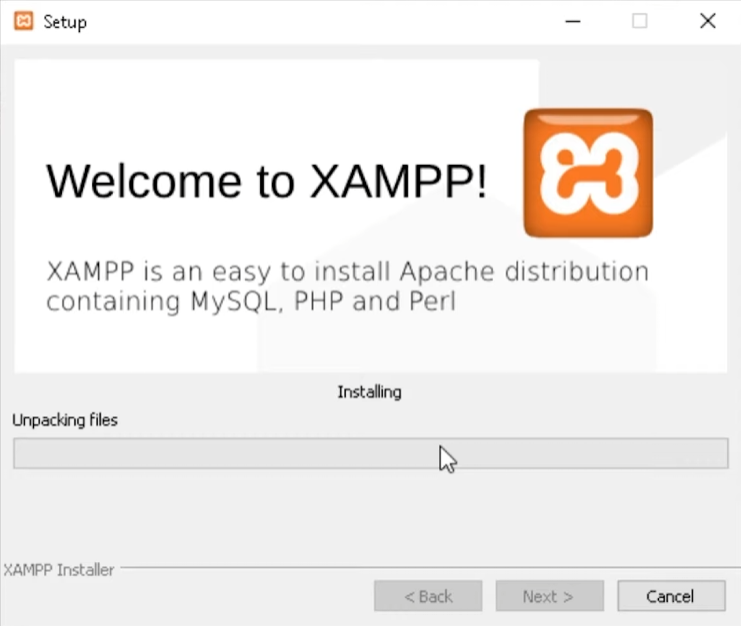 Setup
Welcome to XAMPP!
XAMPP is an easy to install Apache distribution
containing MySQL, PHP and Perl
Installing
Unpacking files
XAMPP Installer
< Back
Next >
Cancel